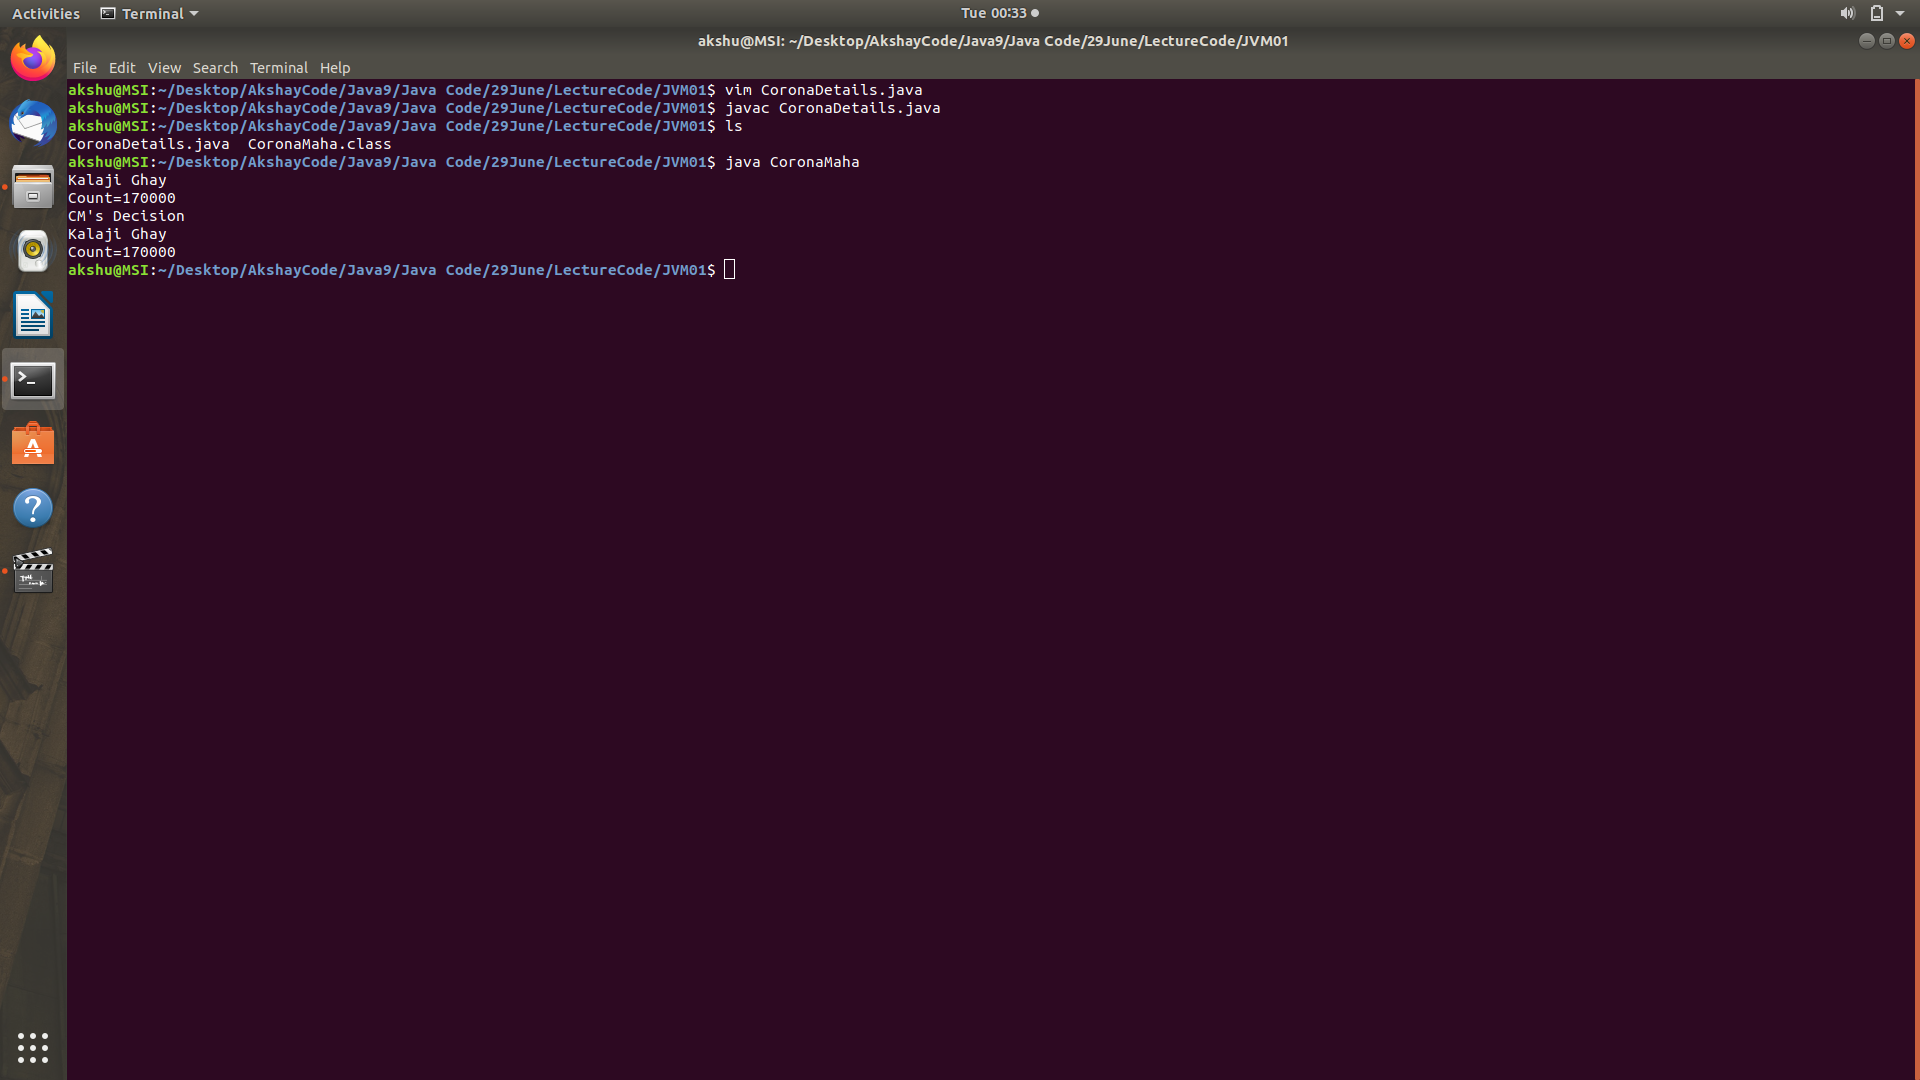 Activities Terminal Tue 00:33
akshu@MSI: ~/Desktop/AkshayCode/Java9/Java Code/29June/LectureCode/JVM01
File Edit View Search Terminal Help
akshu@MSI:~/Desktop/AkshayCode/Java9/Java Code/29June/LectureCode/JVM01$ vim CoronaDetails.java
akshu@MSI:~/Desktop/AkshayCode/Java9/Java Code/29June/LectureCode/JVM01$ javac CoronaDetails.java
akshu@MSI:~/Desktop/AkshayCode/Java9/Java Code/29June/LectureCode/JVM01$ ls
CoronaDetails.java  CoronaMaha.class
akshu@MSI:~/Desktop/AkshayCode/Java9/Java Code/29June/LectureCode/JVM01$ java CoronaMaha
Kalaji Ghay
Count=170000
CM's Decision
Kalaji Ghay
Count=170000
akshu@MSI:~/Desktop/AkshayCode/Java9/Java Code/29June/LectureCode/JVM01$